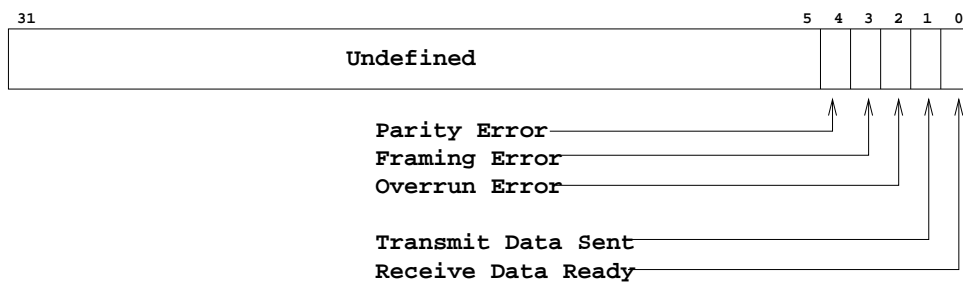 31 5 4 3 2 1 0
Undefined
Parity Error
Framing Error
Overrun Error
Transmit Data Sent
Receive Data Ready